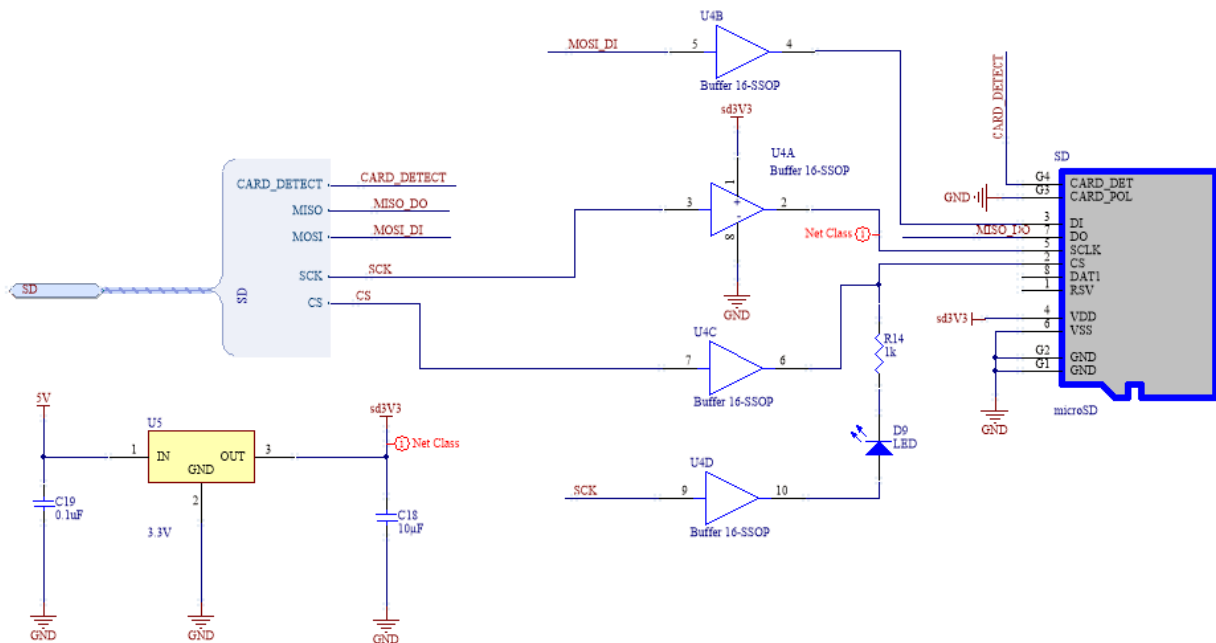 U4B
MOSI_DI
5
4
Buffer 16-SSOP
sd3V3
U4A
Buffer 16-SSOP
1
3
+
-
2
8
GND
Net Class 1
CARD_DETECT
SD
G4 CARD_DET
G3 CARD_POL
GND
3 DI
MISO_DO
7 DO
5 SCLK
2 CS
8 DAT1
1 RSV
sd3V3
4 VDD
6 VSS
G2 GND
G1 GND
GND
microSD
CARD_DETECT CARD_DETECT
MISO MISO_DO
MOSI MOSI_DI
SCK SCK
CS CS
SD
SD
U4C
7
6
Buffer 16-SSOP
R14
1k
D9
LED
U4D
SCK
9
10
Buffer 16-SSOP
5V
U5
1
IN
OUT
3
GND
2
3.3V
sd3V3
1 Net Class
C19
0.1uF
C18
10µF
GND
GND
GND